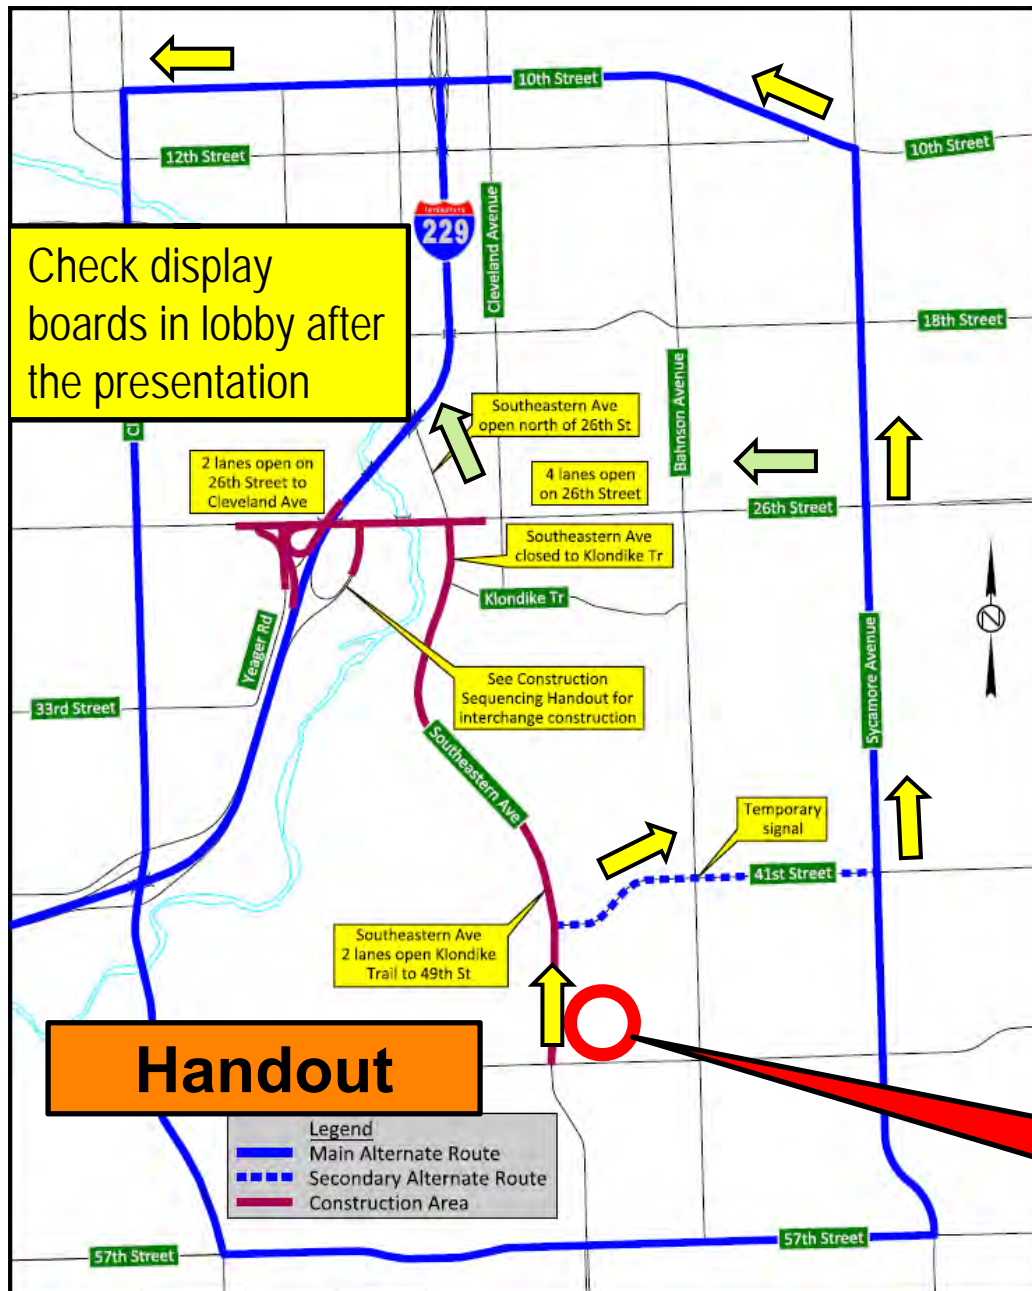 10th Street
10th Street
12th Street
INTERSTATE
229
Cleveland Avenue
Check display
boards in lobby after
the presentation
18th Street
Bahnson Avenue
Southeastern Ave
open north of 26th St
2 lanes open on
26th Street to
Cleveland Ave
4 lanes open
on 26th Street
26th Street
Southeastern Ave
closed to Klondike Tr
Klondike Tr
Yeager Rd
See Construction
Sequencing Handout for
interchange construction
33rd Street
Sycamore Avenue
Southeastern Ave
Temporary
signal
41st Street
Southeastern Ave
2 lanes open Klondike
Trail to 49th St
N
Handout
Legend
Main Alternate Route
Secondary Alternate Route
Construction Area
57th Street
57th Street